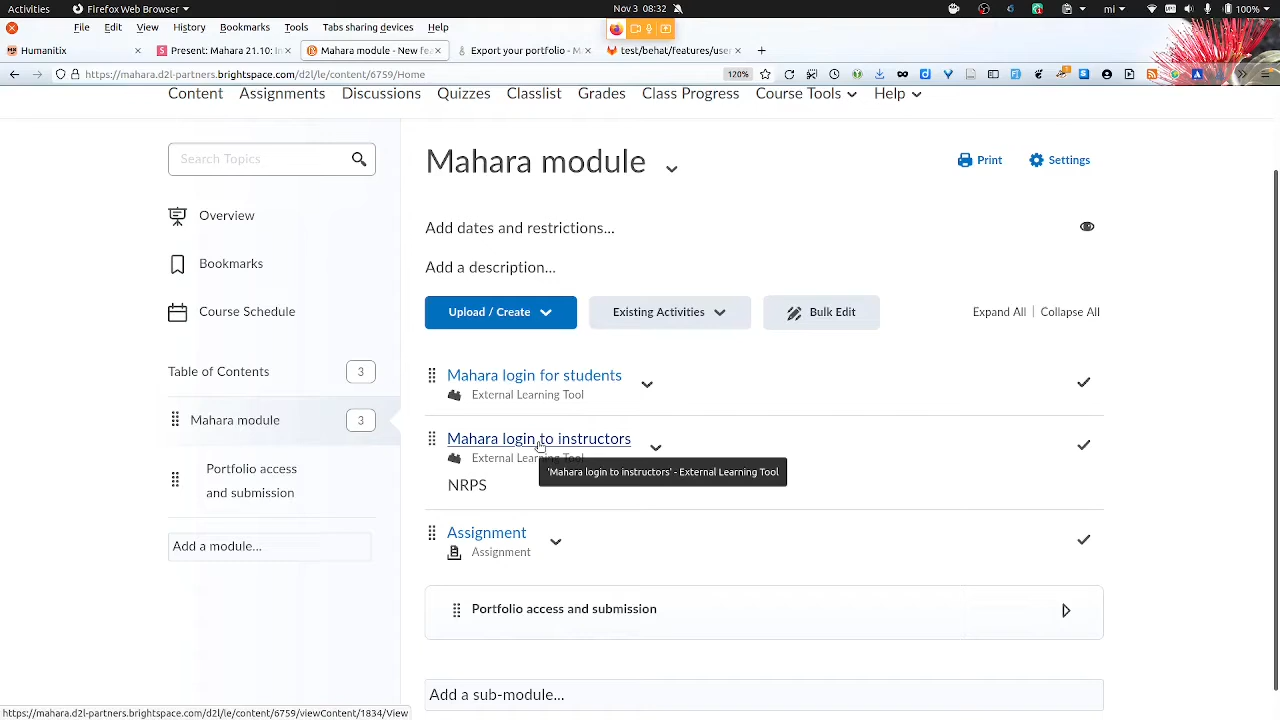 Activities
Firefox Web Browser
Nov 3 08:32
mi
100%
File Edit View History Bookmarks Tools Tabs sharing devices Help
Humanitix
Present: Mahara 21.10: I
Mahara module - New fea
Export your portfolio - M
test/behat/features/user
https://mahara.d2l-partners.brightspace.com/d2l/le/content/6759/Home
120%
Content Assignments Discussions Quizzes Classlist Grades Class Progress Course Tools Help
Search Topics
Overview
Bookmarks
Course Schedule
Table of Contents 3
Mahara module 3
Portfolio access
and submission
Add a module...
Mahara module
Print
Settings
Add dates and restrictions...
Add a description...
Upload / Create
Existing Activities
Bulk Edit
Expand All | Collapse All
Mahara login for students
External Learning Tool
Mahara login to instructors
External Learning Tool
'Mahara login to instructors' - External Learning Tool
NRPS
Assignment
Assignment
Portfolio access and submission
Add a sub-module...
https://mahara.d2l-partners.brightspace.com/d2l/le/content/6759/viewContent/1834/View